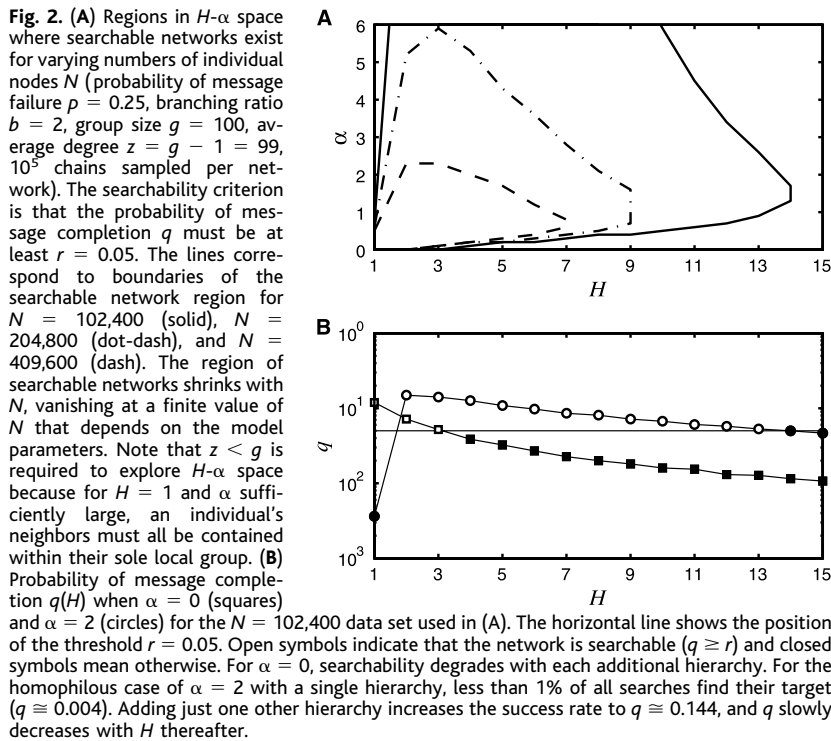 Fig. 2. (A) Regions in H-α space
where searchable networks exist
for varying numbers of individual
nodes N (probability of message
failure p = 0.25, branching ratio
b = 2, group size g = 100, av-
erage degree z = g − 1 = 99,
10⁵ chains sampled per net-
work). The searchability criterion
is that the probability of mes-
sage completion q must be at
least r = 0.05. The lines corre-
spond to boundaries of the
searchable network region for
N = 102,400 (solid), N =
204,800 (dot-dash), and N =
409,600 (dash). The region of
searchable networks shrinks with
N, vanishing at a finite value of
N that depends on the model
parameters. Note that z < g is
required to explore H-α space
because for H = 1 and α suffi-
ciently large, an individual's
neighbors must all be contained
within their sole local group. (B)
Probability of message comple-
tion q(H) when α = 0 (squares)
and α = 2 (circles) for the N = 102,400 data set used in (A). The horizontal line shows the position
of the threshold r = 0.05. Open symbols indicate that the network is searchable (q ≥ r) and closed
symbols mean otherwise. For α = 0, searchability degrades with each additional hierarchy. For the
homophilous case of α = 2 with a single hierarchy, less than 1% of all searches find their target
(q ≅ 0.004). Adding just one other hierarchy increases the success rate to q ≅ 0.144, and q slowly
decreases with H thereafter.
A
6
5
4
3
2
1
0
α
1 3 5 7 9 11 13 15
H
B
10⁰
10¹
10²
10³
q
1 3 5 7 9 11 13 15
H